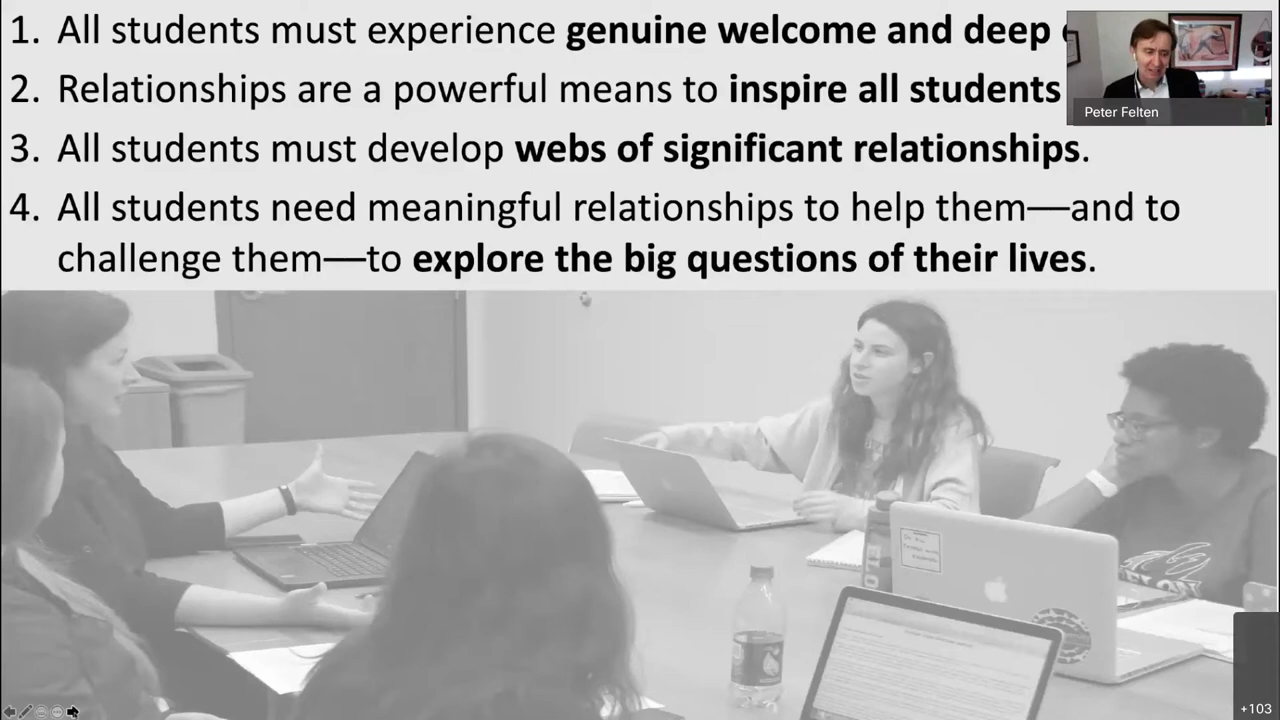 1. All students must experience genuine welcome and deep
2. Relationships are a powerful means to inspire all students
3. All students must develop webs of significant relationships.
4. All students need meaningful relationships to help them—and to
challenge them—to explore the big questions of their lives.
Peter Felten
+103